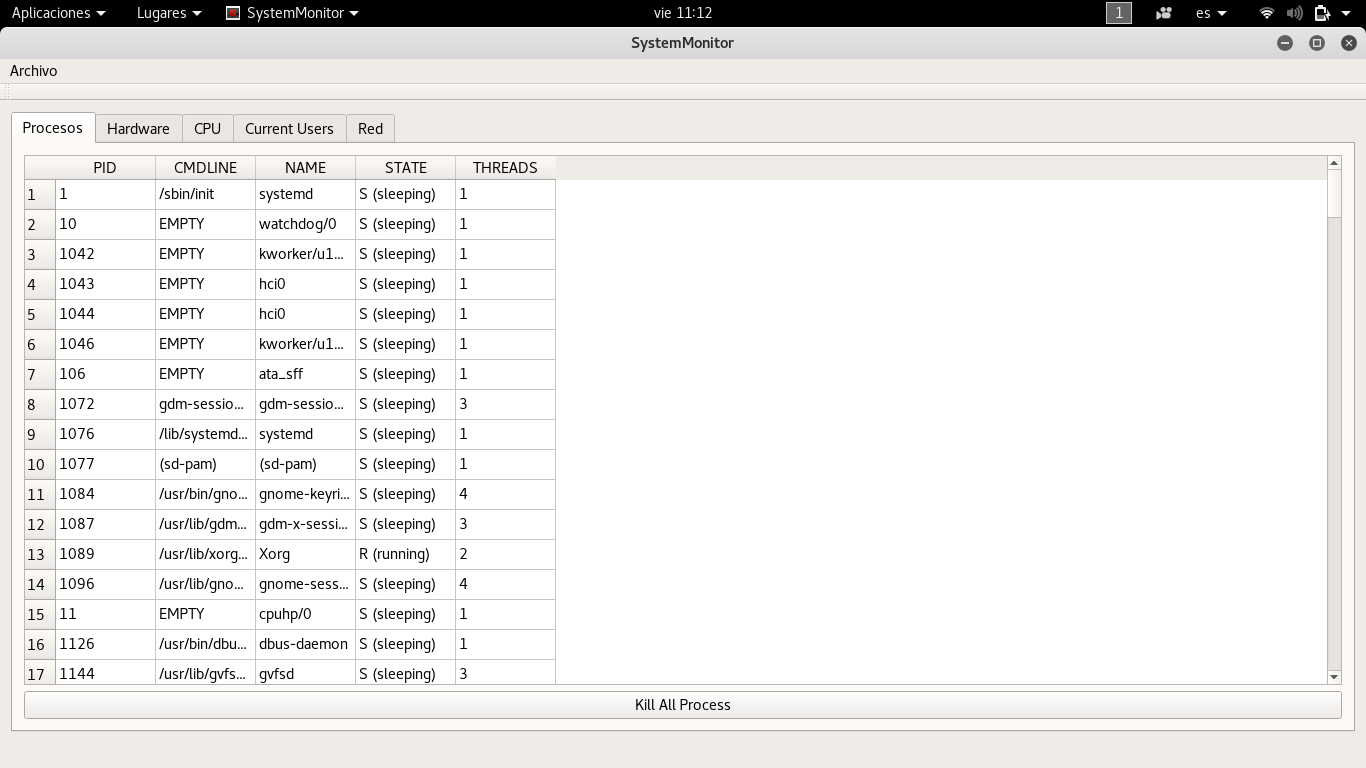 Aplicaciones Lugares SystemMonitor vie 11:12 1 es
SystemMonitor
Archivo
Procesos Hardware CPU Current Users Red
PID CMDLINE NAME STATE THREADS
1 1 /sbin/init systemd S (sleeping) 1
2 10 EMPTY watchdog/0 S (sleeping) 1
3 1042 EMPTY kworker/u1... S (sleeping) 1
4 1043 EMPTY hci0 S (sleeping) 1
5 1044 EMPTY hci0 S (sleeping) 1
6 1046 EMPTY kworker/u1... S (sleeping) 1
7 106 EMPTY ata_sff S (sleeping) 1
8 1072 gdm-sessio... gdm-sessio... S (sleeping) 3
9 1076 /lib/systemd... systemd S (sleeping) 1
10 1077 (sd-pam) (sd-pam) S (sleeping) 1
11 1084 /usr/bin/gno... gnome-keyri... S (sleeping) 4
12 1087 /usr/lib/gdm... gdm-x-sessi... S (sleeping) 3
13 1089 /usr/lib/xorg... Xorg R (running) 2
14 1096 /usr/lib/gno... gnome-sess... S (sleeping) 4
15 11 EMPTY cpuhp/0 S (sleeping) 1
16 1126 /usr/bin/dbu... dbus-daemon S (sleeping) 1
17 1144 /usr/lib/gvfs... gvfsd S (sleeping) 3
Kill All Process